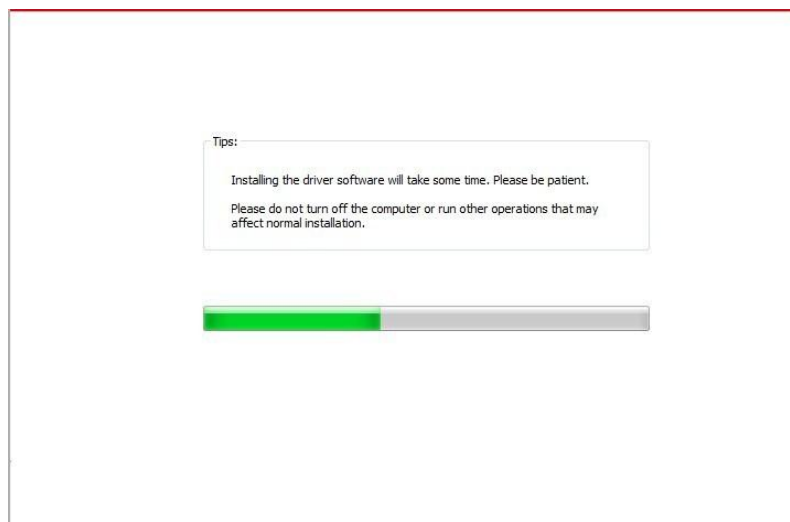 Tips:
Installing the driver software will take some time. Please be patient.
Please do not turn off the computer or run other operations that may
affect normal installation.